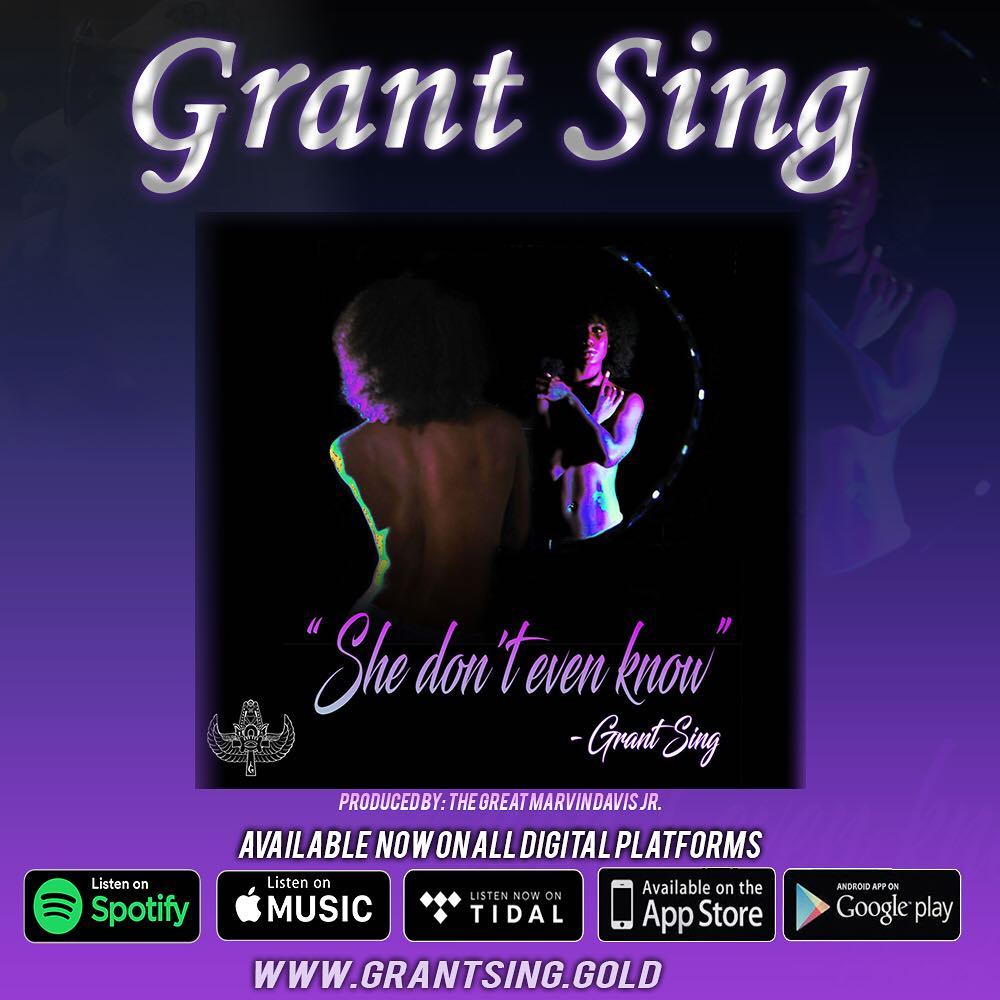 Grant Sing
“She don't even know”
- Grant Sing
PRODUCED BY: THE GREAT MARVIN DAVIS JR.
AVAILABLE NOW ON ALL DIGITAL PLATFORMS
Listen on
Spotify
Listen on
MUSIC
LISTEN NOW ON
TIDAL
Available on the
App Store
ANDROID APP ON
Google play
WWW.GRANTSING.GOLD